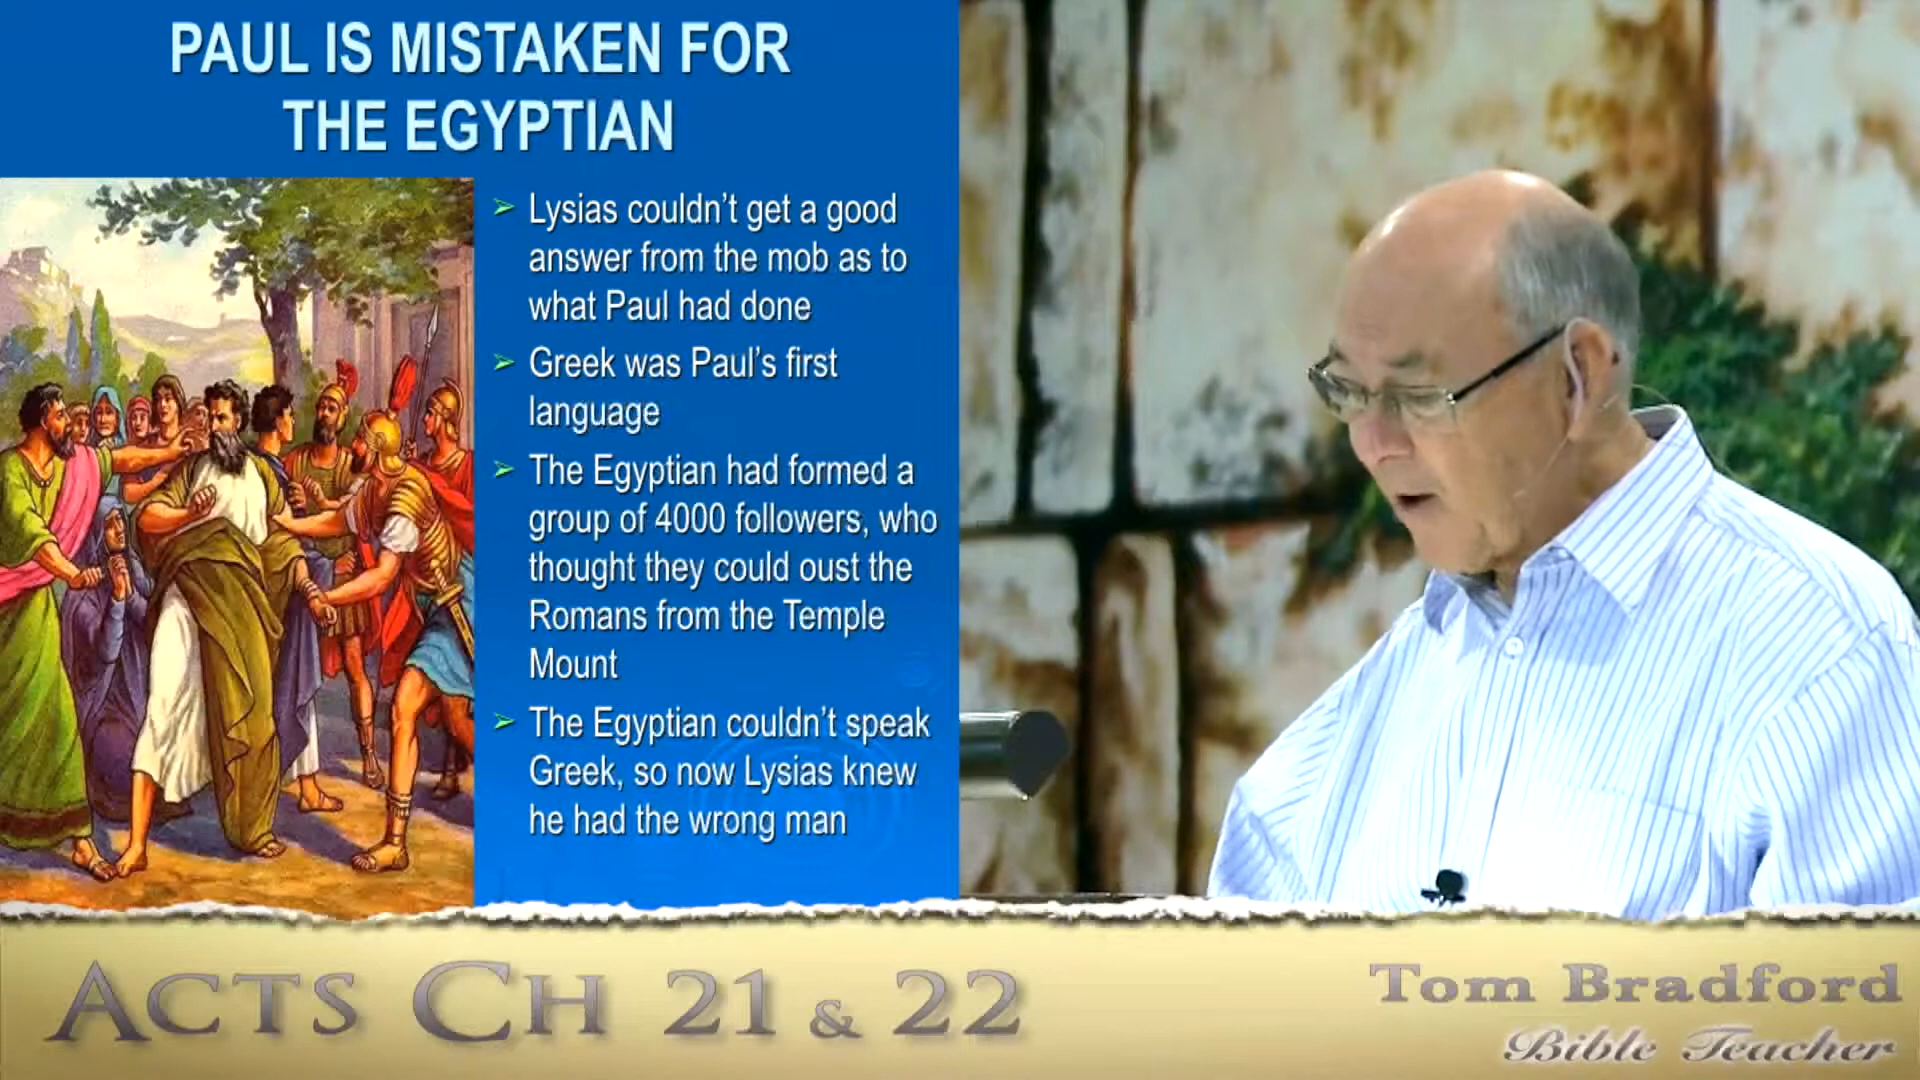 PAUL IS MISTAKEN FOR
THE EGYPTIAN
➢ Lysias couldn't get a good
answer from the mob as to
what Paul had done
➢ Greek was Paul's first
language
➢ The Egyptian had formed a
group of 4000 followers, who
thought they could oust the
Romans from the Temple
Mount
➢ The Egyptian couldn't speak
Greek, so now Lysias knew
he had the wrong man
ACTS CH 21 & 22
Tom Bradford
Bible Teacher